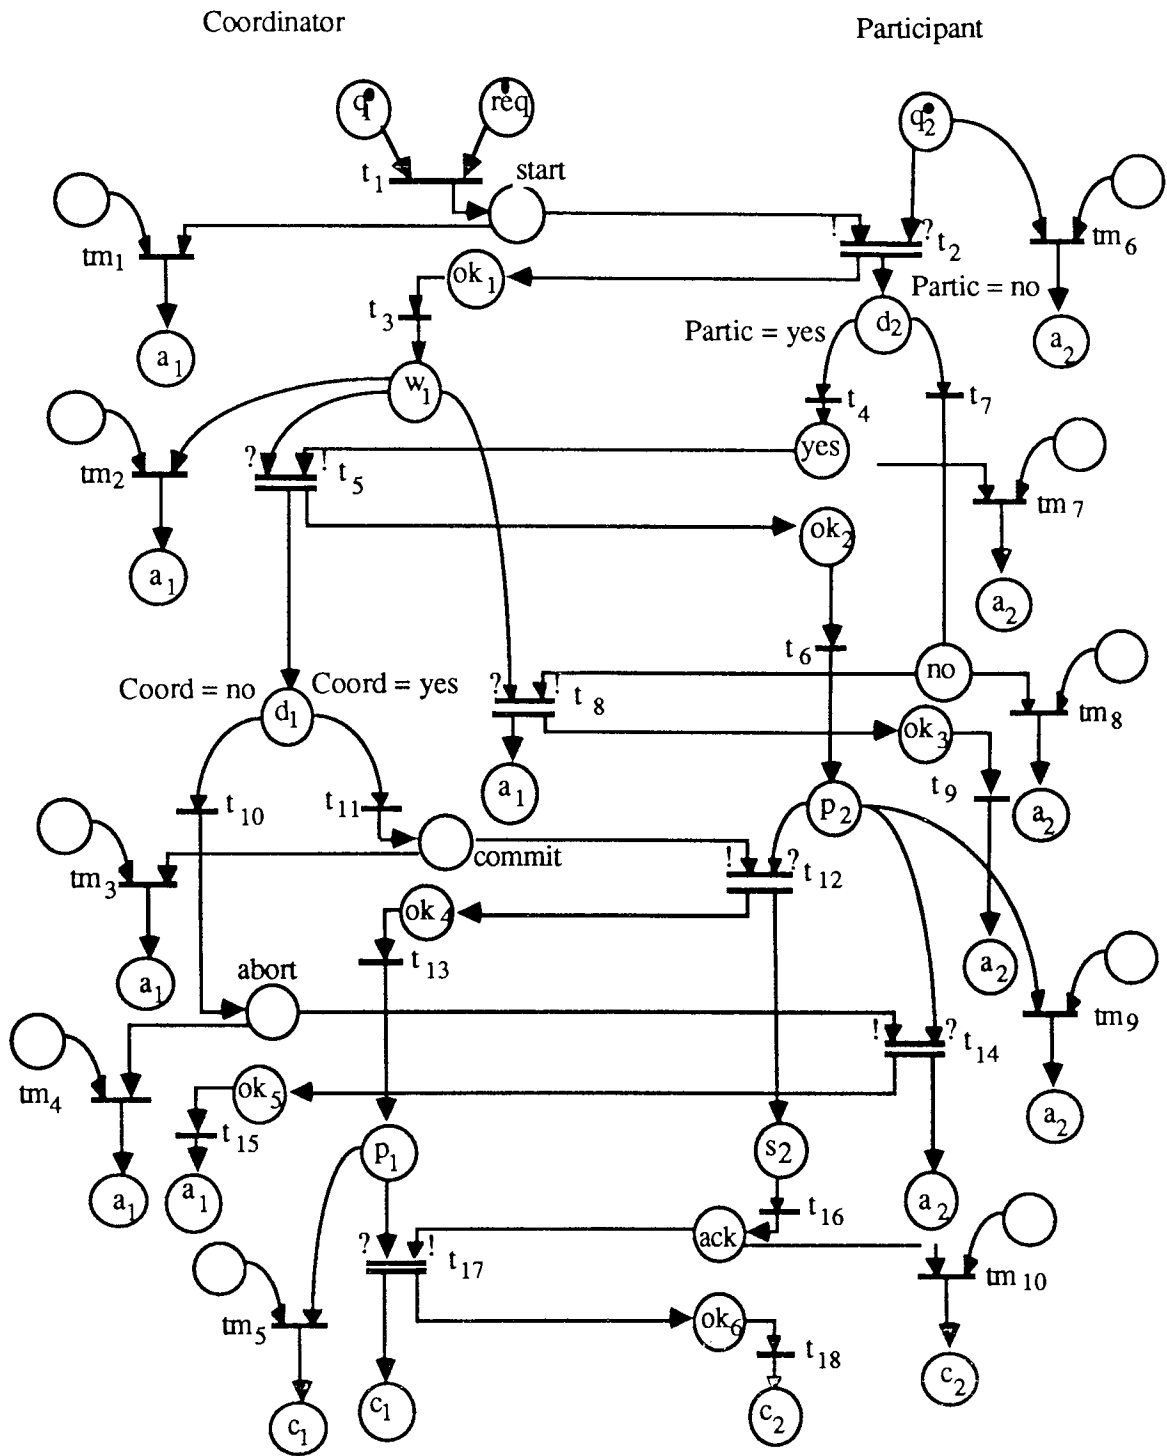 Coordinator
Participant
q1
req
q2
t1
start
! ? t2
tm1
tm6
ok1
Partic = no
t3
Partic = yes
d2
a1
a2
w1
t4
t7
yes
? ! t5
tm2
tm7
ok2
a1
a2
t6
no
Coord = no
Coord = yes
? ! t8
d1
ok3
tm8
a1
t9
t10
t11
p2
a2
commit
! ? t12
tm3
ok4
t13
a1
abort
a2
tm9
! ? t14
tm4
ok5
t15
a2
p1
s2
a1
a1
a2
t16
ack
? ! t17
tm10
tm5
ok6
t18
c2
c1
c1
c2